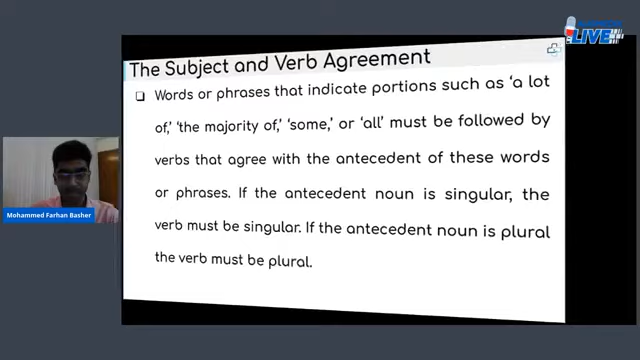 LIVE
The Subject and Verb Agreement
Words or phrases that indicate portions such as ‘a lot
of,’ ‘the majority of,’ ‘some,’ or ‘all’ must be followed by
verbs that agree with the antecedent of these words
or phrases. If the antecedent noun is singular, the
verb must be singular. If the antecedent noun is plural
the verb must be plural.
Mohammed Farhan Basher